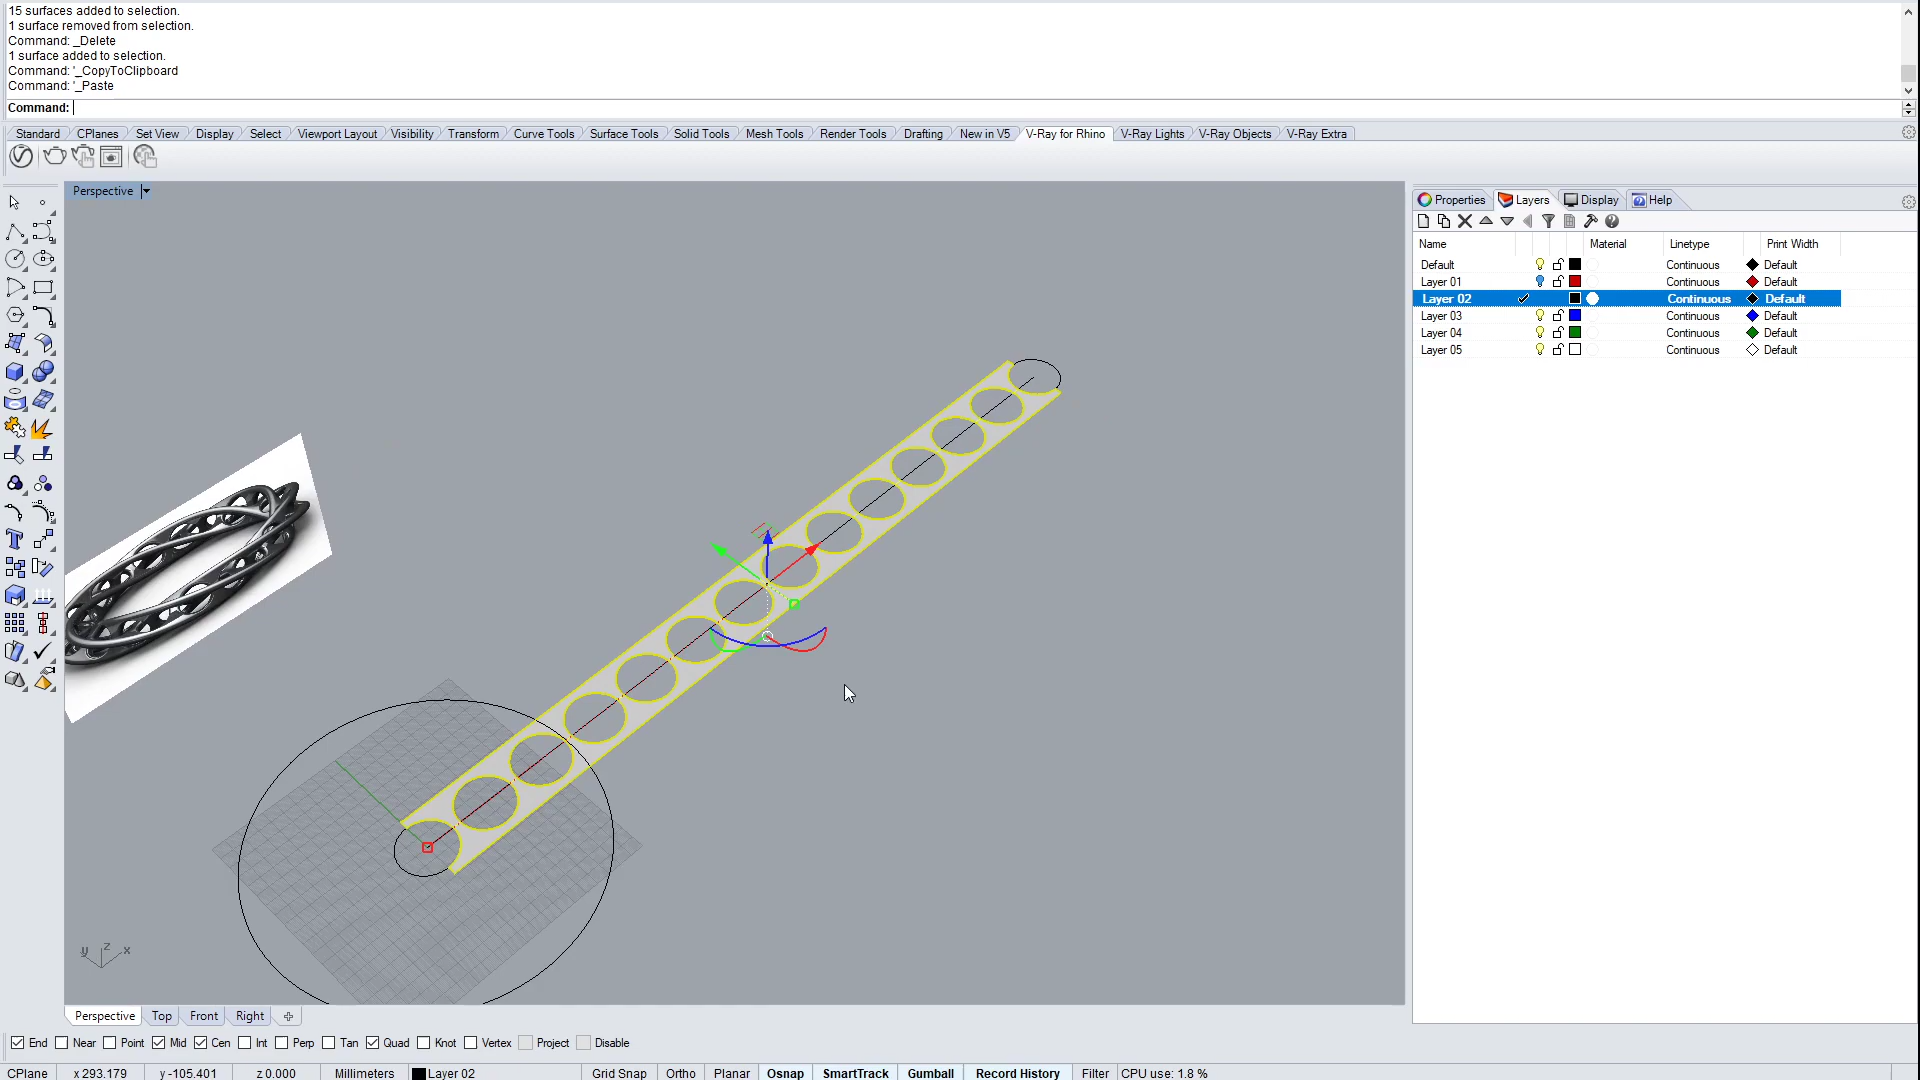 15 surfaces added to selection.
1 surface removed from selection.
Command: _Delete
1 surface added to selection.
Command: '_CopyToClipboard
Command: '_Paste
Command:
Standard CPlanes Set View Display Select Viewport Layout Visibility Transform Curve Tools Surface Tools Solid Tools Mesh Tools Render Tools Drafting New in V5 V-Ray for Rhino V-Ray Lights V-Ray Objects V-Ray Extra
Perspective
Properties Layers Display Help
Name Material Linetype Print Width
Default Continuous Default
Layer 01 Continuous Default
Layer 02 Continuous Default
Layer 03 Continuous Default
Layer 04 Continuous Default
Layer 05 Continuous Default
y z x
Perspective Top Front Right
End Near Point Mid Cen Int Perp Tan Quad Knot Vertex Project Disable
CPlane x 293.179 y -105.401 z 0.000 Millimeters Layer 02 Grid Snap Ortho Planar Osnap SmartTrack Gumball Record History Filter CPU use: 1.8 %